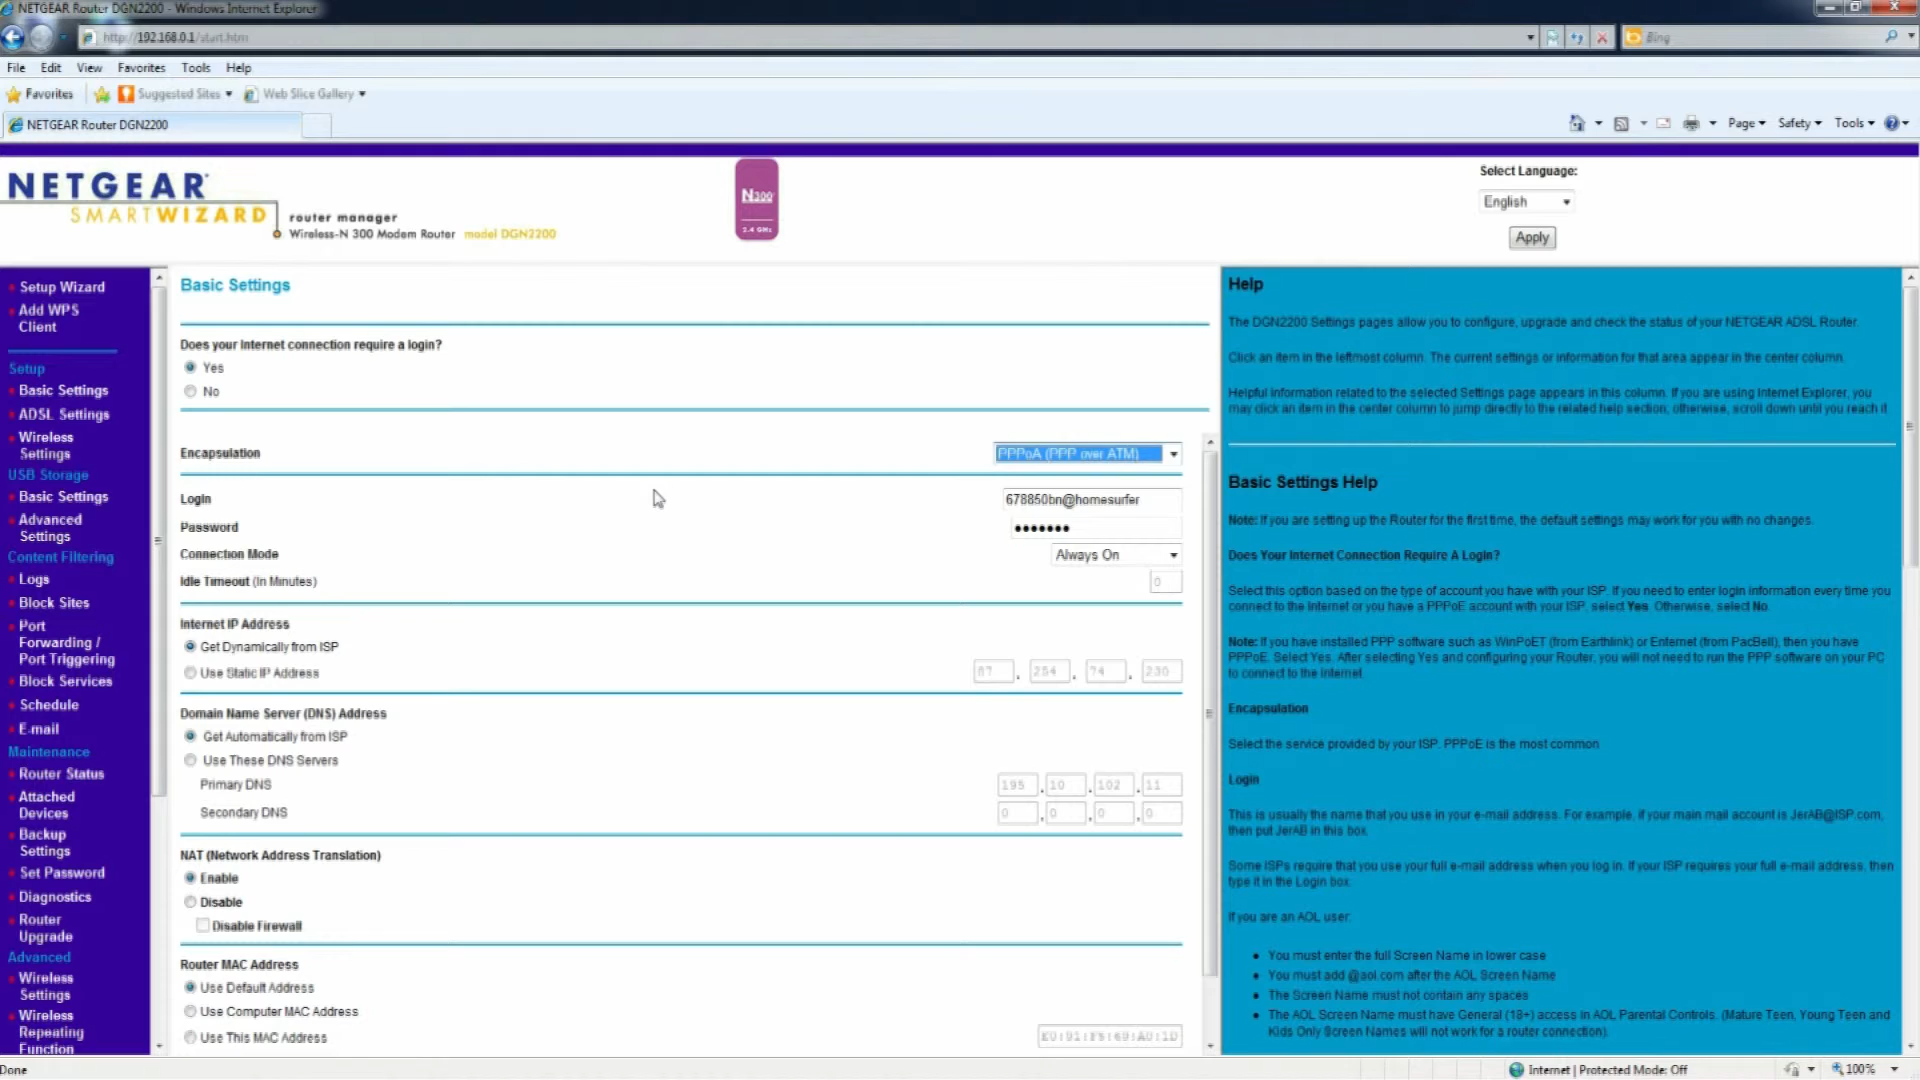 NETGEAR Router DGN2200 - Windows Internet Explorer
http://192.168.0.1/start.htm
Bing
File Edit View Favorites Tools Help
Favorites Suggested Sites Web Slice Gallery
NETGEAR Router DGN2200
Page Safety Tools
NETGEAR
SMARTWIZARD
router manager
Wireless-N 300 Modem Router model DGN2200
N300
2.4 GHz
Select Language:
English
Apply
Setup Wizard
Add WPS
Client
Setup
Basic Settings
ADSL Settings
Wireless
Settings
USB Storage
Basic Settings
Advanced
Settings
Content Filtering
Logs
Block Sites
Port
Forwarding /
Port Triggering
Block Services
Schedule
E-mail
Maintenance
Router Status
Attached
Devices
Backup
Settings
Set Password
Diagnostics
Router
Upgrade
Advanced
Wireless
Settings
Wireless
Repeating
Function
Basic Settings
Does your Internet connection require a login?
Yes
No
Encapsulation PPPoA (PPP over ATM)
Login 678850bn@homesurfer
Password •••••••
Connection Mode Always On
Idle Timeout (In Minutes) 0
Internet IP Address
Get Dynamically from ISP
Use Static IP Address 87 . 254 . 74 . 230
Domain Name Server (DNS) Address
Get Automatically from ISP
Use These DNS Servers
Primary DNS 195 . 10 . 102 . 11
Secondary DNS 0 . 0 . 0 . 0
NAT (Network Address Translation)
Enable
Disable
Disable Firewall
Router MAC Address
Use Default Address
Use Computer MAC Address
Use This MAC Address
Help
The DGN2200 Settings pages allow you to configure, upgrade and check the status of your NETGEAR ADSL Router.
Click an item in the leftmost column. The current settings or information for that area appear in the center column.
Helpful information related to the selected Settings page appears in this column. If you are using Internet Explorer, you
may click an item in the center column to jump directly to the related help section; otherwise, scroll down until you reach it.
Basic Settings Help
Note: If you are setting up the Router for the first time, the default settings may work for you with no changes.
Does Your Internet Connection Require A Login?
Select this option based on the type of account you have with your ISP. If you need to enter login information every time you
connect to the Internet or you have a PPPoE account with your ISP, select Yes. Otherwise, select No.
Note: If you have installed PPP software such as WinPoET (from Earthlink) or Enternet (from PacBell), then you have
PPPoE. Select Yes. After selecting Yes and configuring your Router, you will not need to run the PPP software on your PC
to connect to the Internet.
Encapsulation
Select the service provided by your ISP. PPPoE is the most common
Login
This is usually the name that you use in your e-mail address. For example, if your main mail account is JerAB@ISP.com,
then put JerAB in this box.
Some ISPs require that you use your full e-mail address when you log in. If your ISP requires your full e-mail address, then
type it in the Login box.
If you are an AOL user:
• You must enter the full Screen Name in lower case
• You must add @aol.com after the AOL Screen Name
• The Screen Name must not contain any spaces
• The AOL Screen Name must have General (18+) access in AOL Parental Controls. (Mature Teen, Young Teen and
Kids Only Screen Names will not work for a router connection).
Done
Internet | Protected Mode: Off
100%